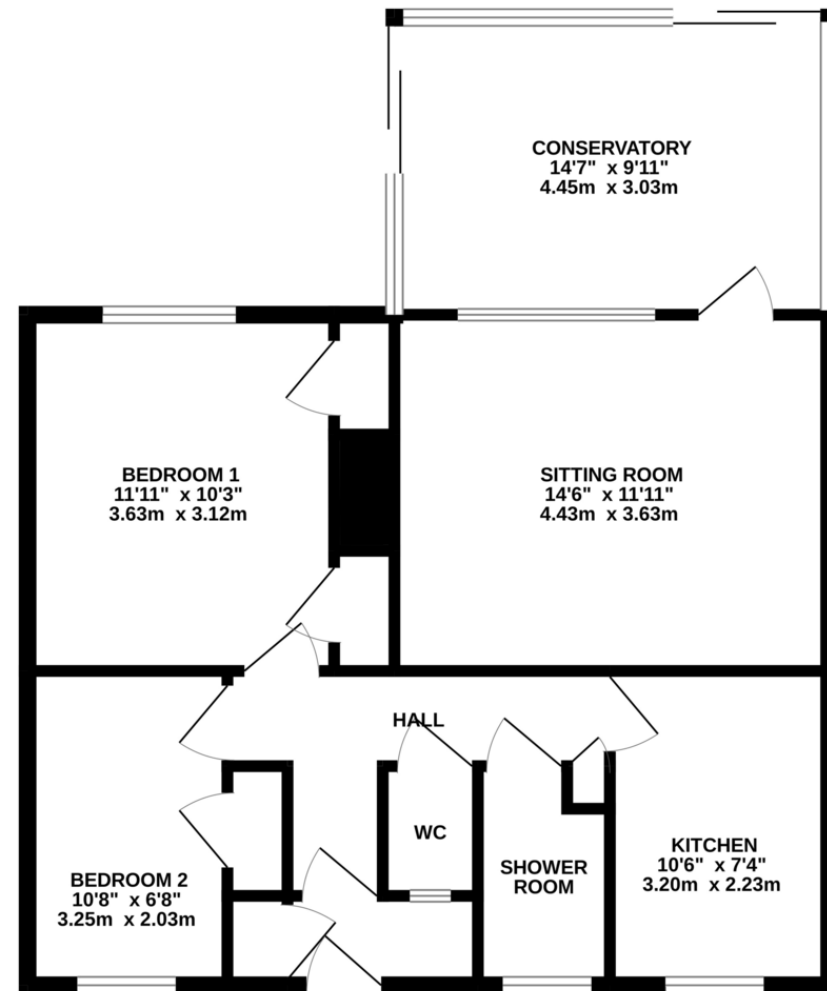 CONSERVATORY
14'7" x 9'11"
4.45m x 3.03m
BEDROOM 1
11'11" x 10'3"
3.63m x 3.12m
SITTING ROOM
14'6" x 11'11"
4.43m x 3.63m
HALL
WC
SHOWER
ROOM
KITCHEN
10'6" x 7'4"
3.20m x 2.23m
BEDROOM 2
10'8" x 6'8"
3.25m x 2.03m